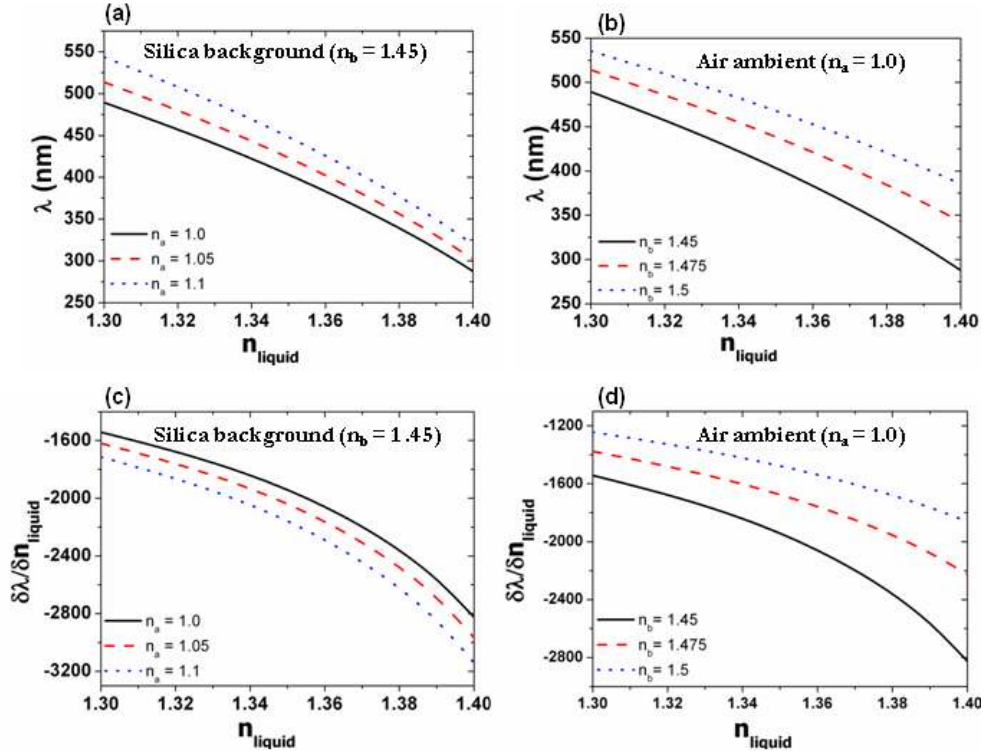 (a)
Silica background (n_b = 1.45)
550
500
450
400
350
300
250
λ (nm)
n_a = 1.0
n_a = 1.05
n_a = 1.1
1.30 1.32 1.34 1.36 1.38 1.40
n_liquid
(b)
Air ambient (n_a = 1.0)
550
500
450
400
350
300
250
λ (nm)
n_b = 1.45
n_b = 1.475
n_b = 1.5
1.30 1.32 1.34 1.36 1.38 1.40
n_liquid
(c)
Silica background (n_b = 1.45)
-1600
-2000
-2400
-2800
-3200
δλ/δn_liquid
n_a = 1.0
n_a = 1.05
n_a = 1.1
1.30 1.32 1.34 1.36 1.38 1.40
n_liquid
(d)
Air ambient (n_a = 1.0)
-1200
-1600
-2000
-2400
-2800
δλ/δn_liquid
n_b = 1.45
n_b = 1.475
n_b = 1.5
1.30 1.32 1.34 1.36 1.38 1.40
n_liquid